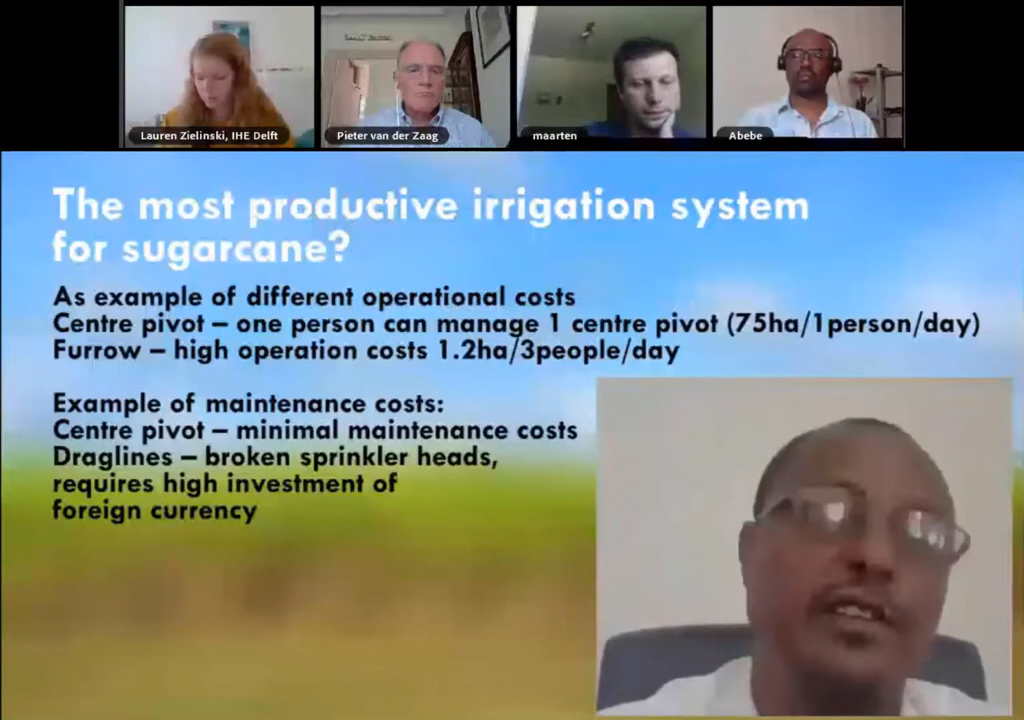 Lauren Zielinski, IHE Delft
Pieter van der Zaag
maarten
Abebe
The most productive irrigation system
for sugarcane?
As example of different operational costs
Centre pivot – one person can manage 1 centre pivot (75ha/1person/day)
Furrow – high operation costs 1.2ha/3people/day
Example of maintenance costs:
Centre pivot – minimal maintenance costs
Draglines – broken sprinkler heads,
requires high investment of
foreign currency